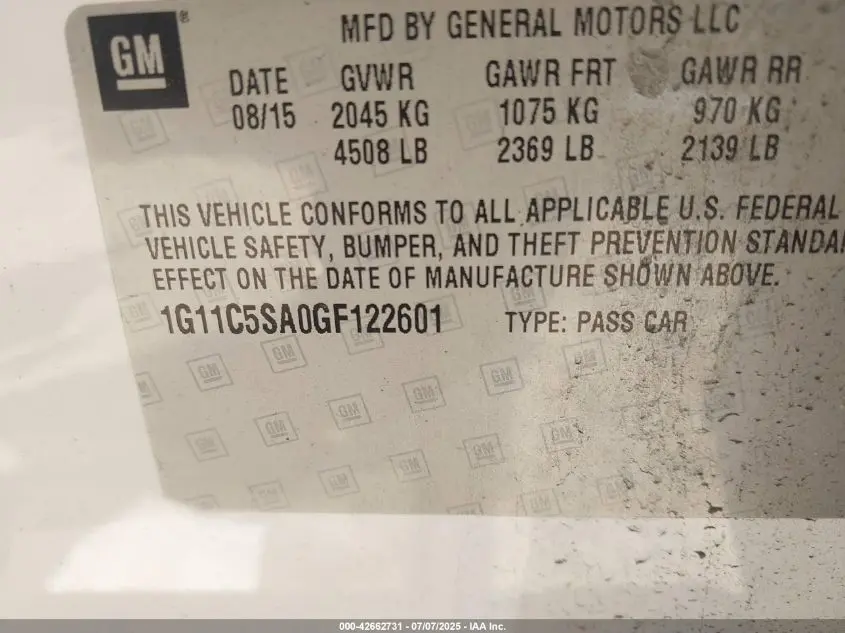 GM®
MFD BY GENERAL MOTORS LLC
DATE GVWR GAWR FRT GAWR RR
08/15 2045 KG 1075 KG 970 KG
4508 LB 2369 LB 2139 LB
THIS VEHICLE CONFORMS TO ALL APPLICABLE U.S. FEDERAL
VEHICLE SAFETY, BUMPER, AND THEFT PREVENTION STANDA
EFFECT ON THE DATE OF MANUFACTURE SHOWN ABOVE.
1G11C5SA0GF122601 TYPE: PASS CAR
000-42662731 - 07/07/2025 - IAA Inc.